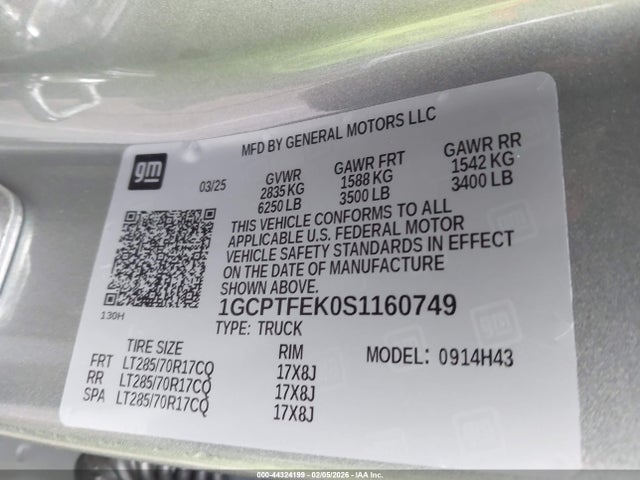 MFD BY GENERAL MOTORS LLC
gm
03/25
GVWR GAWR FRT GAWR RR
2835 KG 1588 KG 1542 KG
6250 LB 3500 LB 3400 LB
THIS VEHICLE CONFORMS TO ALL
APPLICABLE U.S. FEDERAL MOTOR
VEHICLE SAFETY STANDARDS IN EFFECT
ON THE DATE OF MANUFACTURE
SHOWN ABOVE.
130H
1GCPTFEK0S1160749
TYPE: TRUCK
TIRE SIZE RIM MODEL: 0914H43
FRT LT285/70R17CQ 17X8J
RR LT285/70R17CQ 17X8J
SPA LT285/70R17CQ 17X8J
000-44324199 - 02/05/2026 - IAA Inc.